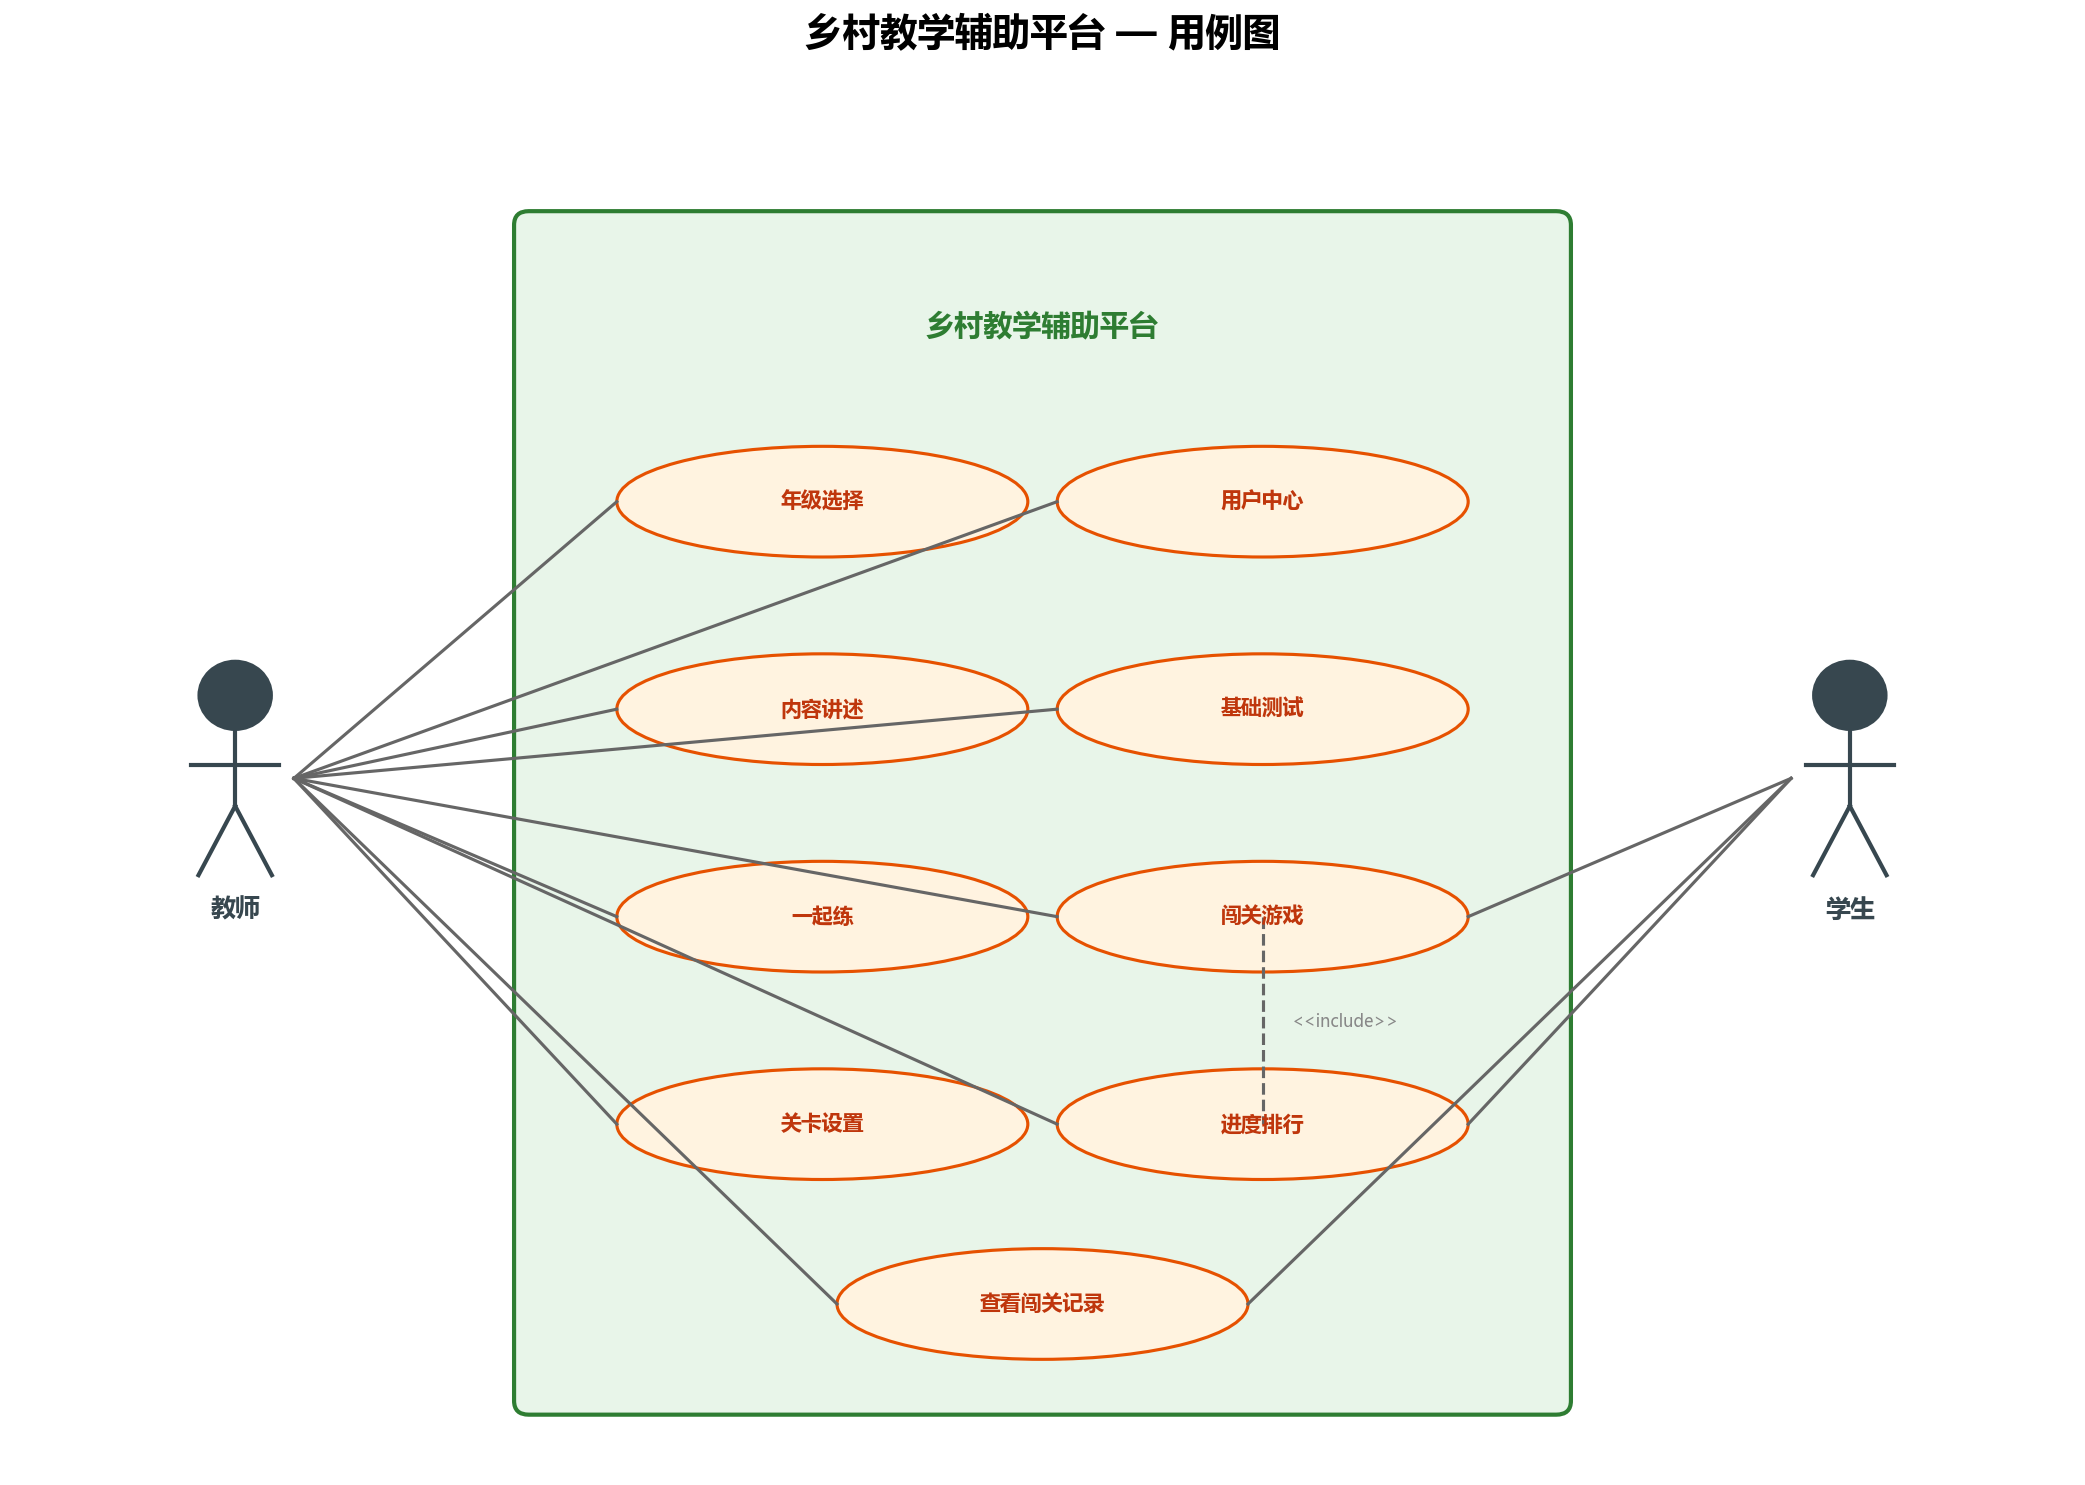 乡村教学辅助平台 — 用例图
乡村教学辅助平台
年级选择
用户中心
内容讲述
基础测试
教师
一起练
闯关游戏
学生
<<include>>
关卡设置
进度排行
查看闯关记录